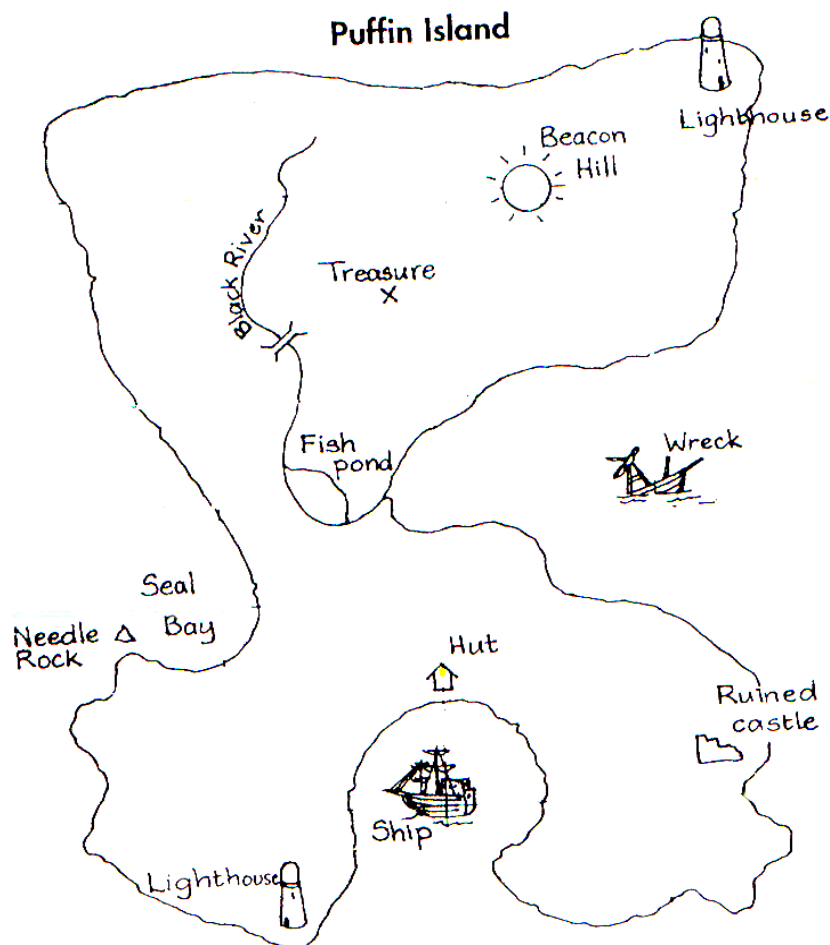 Puffin Island
Lighthouse
Beacon
Hill
Black River
Treasure
X
Fish
pond
Wreck
Seal
Bay
Needle
Rock
Hut
Ruined
castle
Ship
Lighthouse